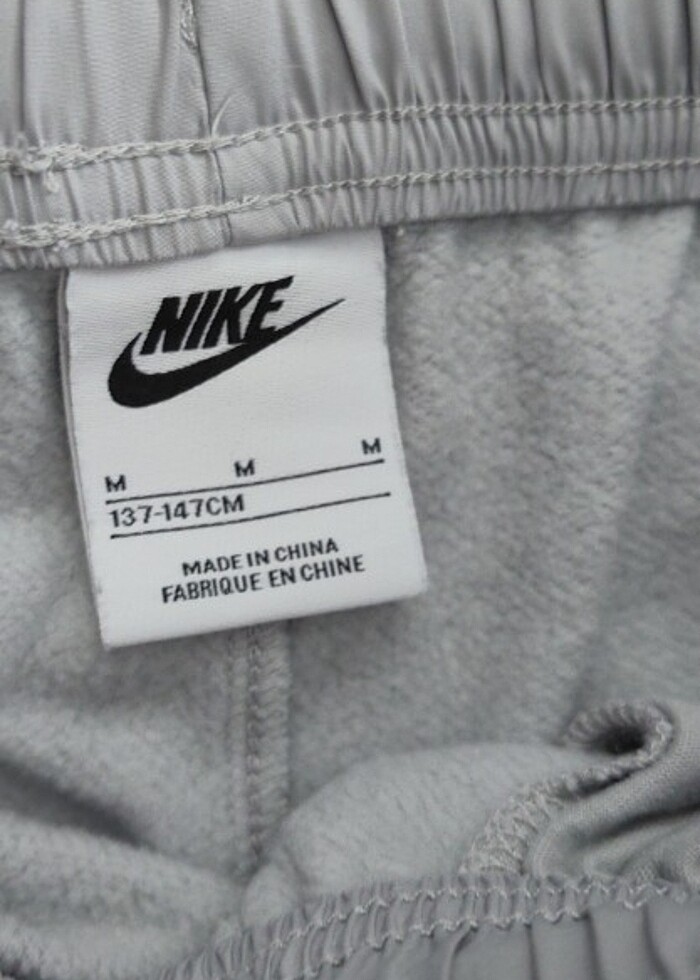 NIKE
M M M
137-147CM
MADE IN CHINA
FABRIQUE EN CHINE